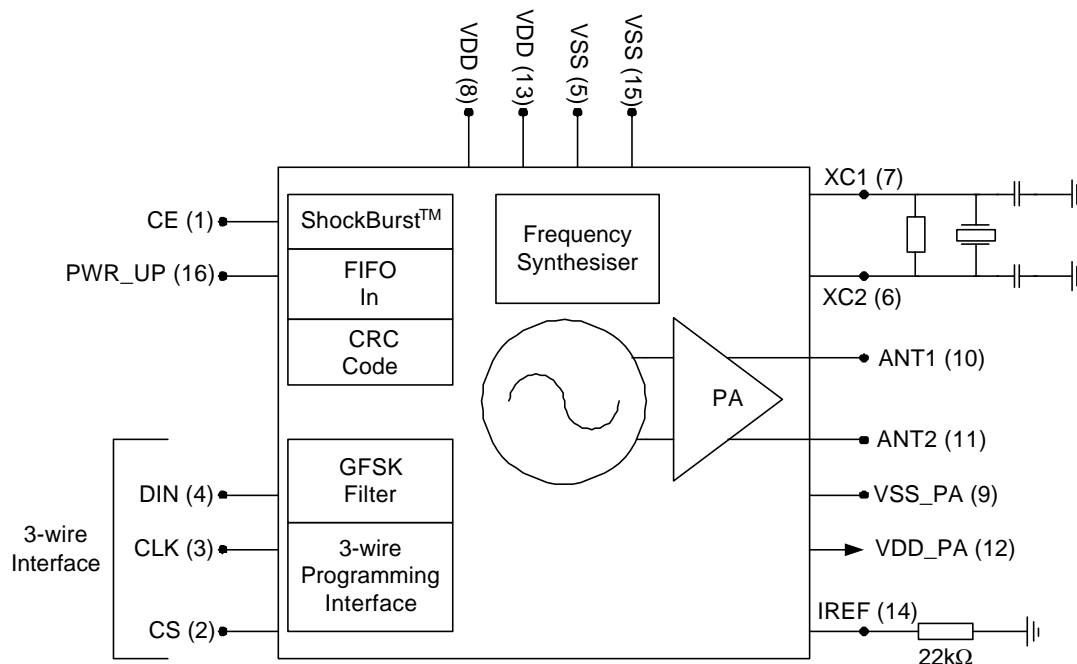 VDD (8)
VDD (13)
VSS (5)
VSS (15)
CE (1)
PWR_UP (16)
ShockBurst™
FIFO
In
CRC
Code
Frequency
Synthesiser
XC1 (7)
XC2 (6)
PA
ANT1 (10)
ANT2 (11)
VSS_PA (9)
VDD_PA (12)
IREF (14)
22kΩ
3-wire
Interface
DIN (4)
CLK (3)
CS (2)
GFSK
Filter
3-wire
Programming
Interface